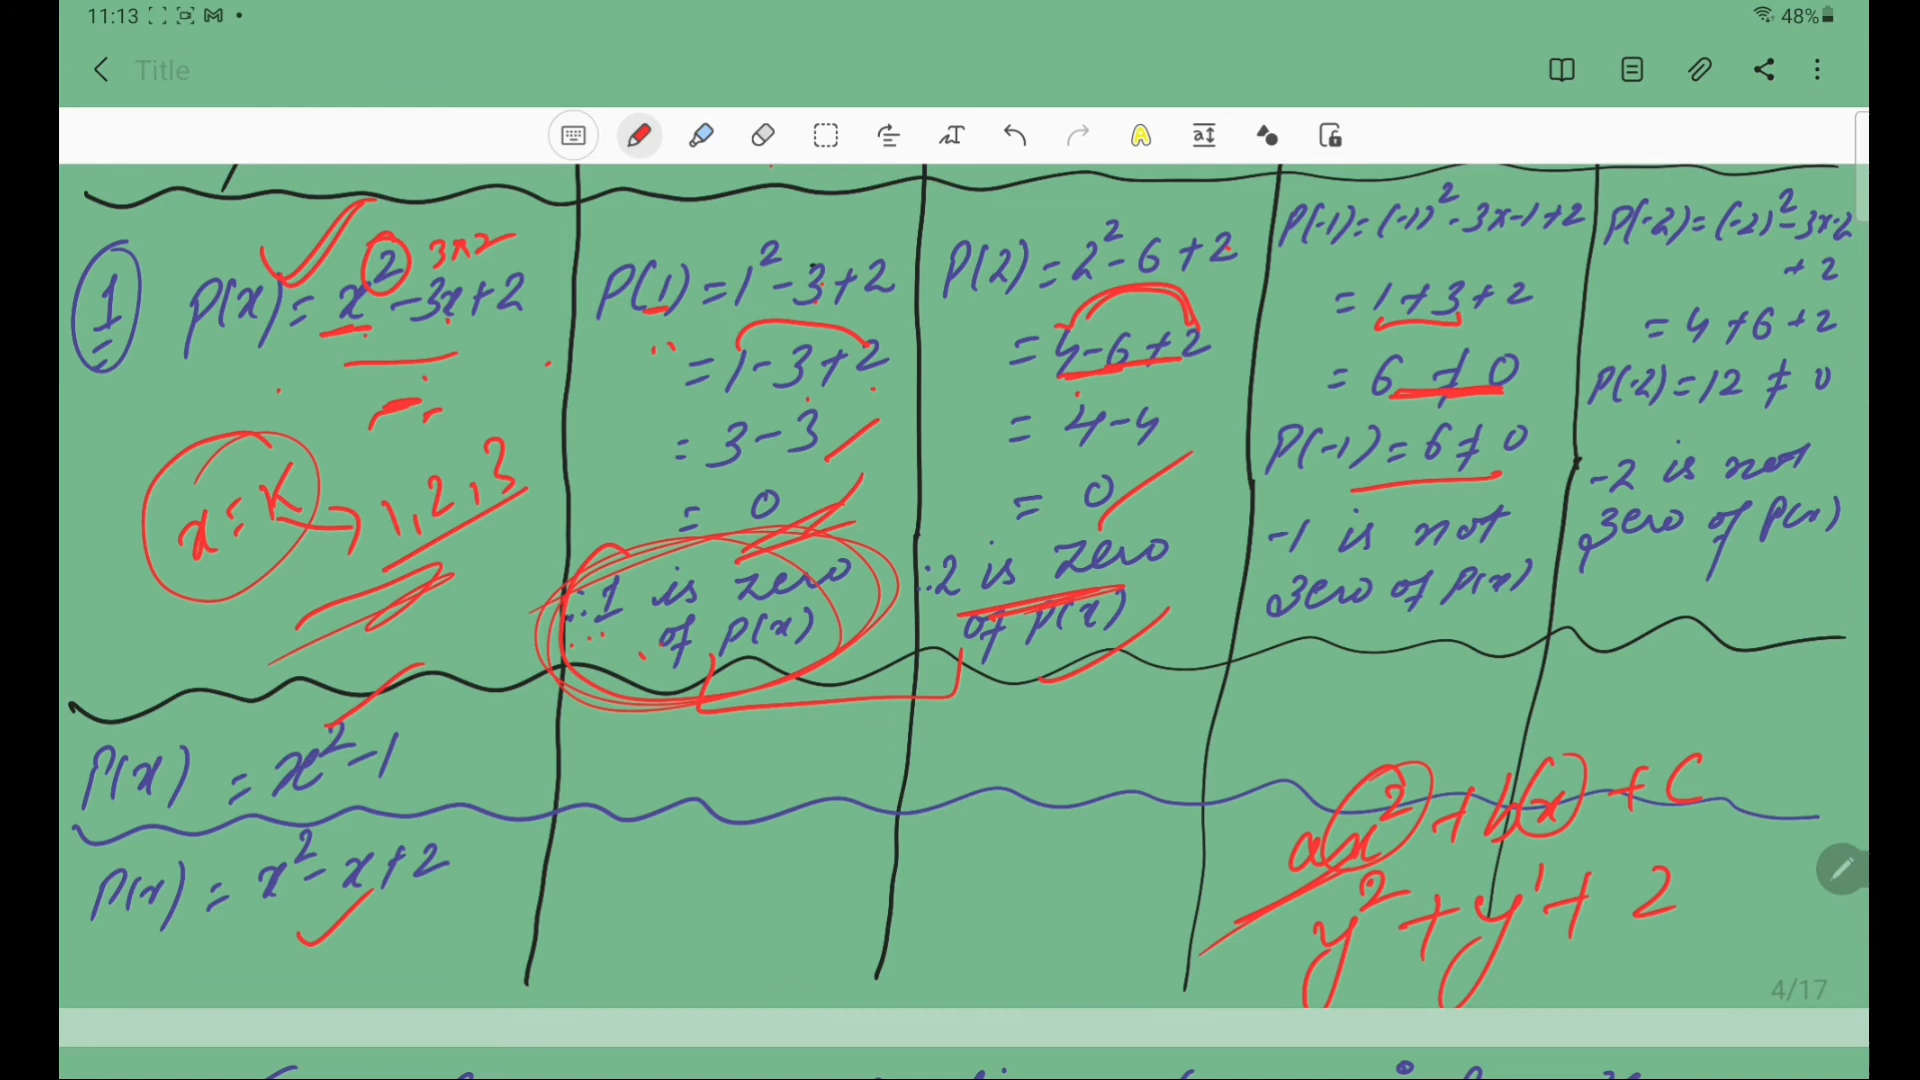 11:13
48%
Title
1
P(x) = x² - 3x + 2
3x2
x = K → 1, 2, 3
P(1) = 1² - 3 + 2
= 1 - 3 + 2
= 3 - 3
= 0
∴ 1 is zero
of p(x)
P(2) = 2² - 6 + 2
= 4 - 6 + 2
= 4 - 4
= 0
∴ 2 is zero
of P(x)
P(-1) = (-1)² - 3x-1 + 2
= 1 + 3 + 2
= 6 ≠ 0
P(-1) = 6 ≠ 0
-1 is not
zero of P(x)
P(-2) = (-2)² - 3x-2
+ 2
= 4 + 6 + 2
P(-2) = 12 ≠ 0
-2 is not
zero of P(x)
P(x) = x² - 1
P(x) = x² - x + 2
ax² + b(x) + C
y² + y¹ + 2
4/17